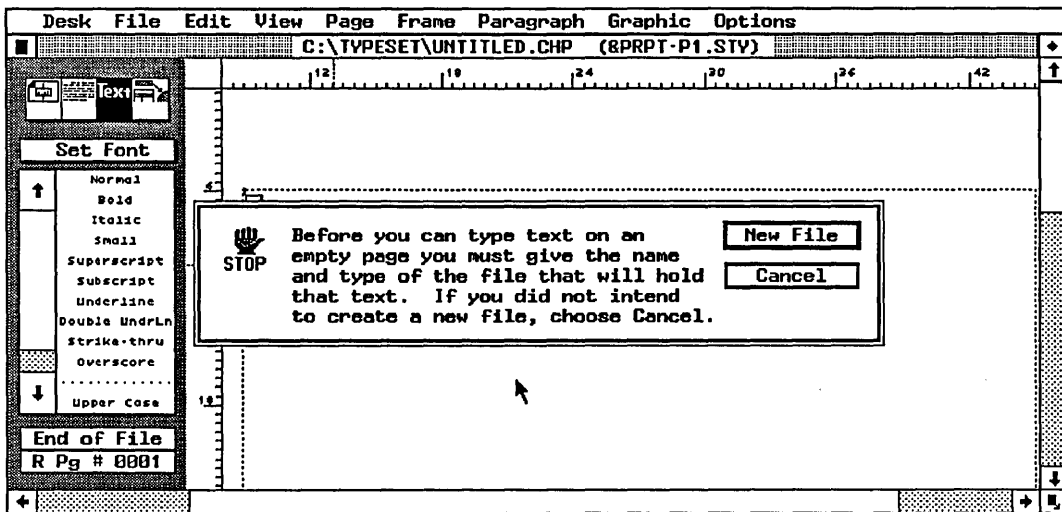 Desk File Edit View Page Frame Paragraph Graphic Options
C:\TYPESET\UNTITLED.CHP (&PRPT-P1.STY)
12 18 24 30 36 42
Text
Set Font
Normal
Bold
Italic
Small
Superscript
Subscript
Underline
Double UndrLn
Strike-thru
Overscore
Upper Case
End of File
R Pg # 0001
STOP
Before you can type text on an
empty page you must give the name
and type of the file that will hold
that text. If you did not intend
to create a new file, choose Cancel.
New File
Cancel